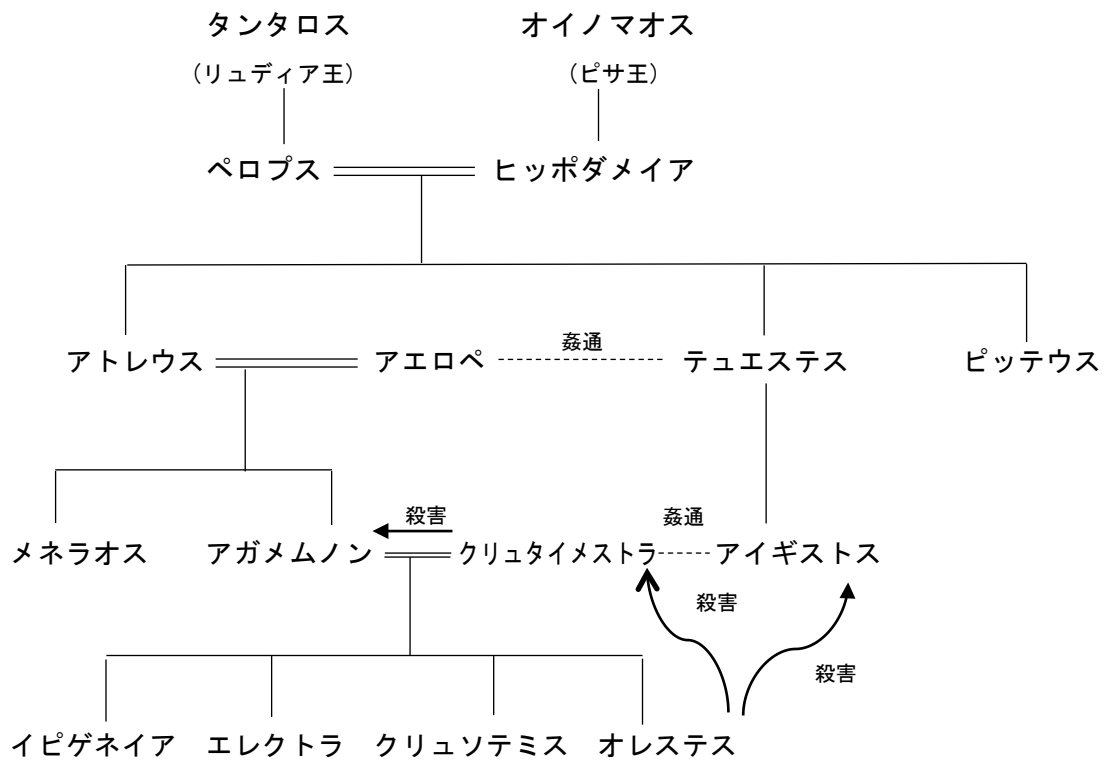 タンタロス
オイノマオス
（リュディア王）
（ピサ王）
ペロプス
ヒッポダメイア
アトレウス
アエロペ
姦通
テュエステス
ピッテウス
メネラオス
アガメムノン
殺害
クリュタイメストラ
姦通
アイギストス
殺害
殺害
イピゲネイア
エレクトラ
クリュソテミス
オレステス